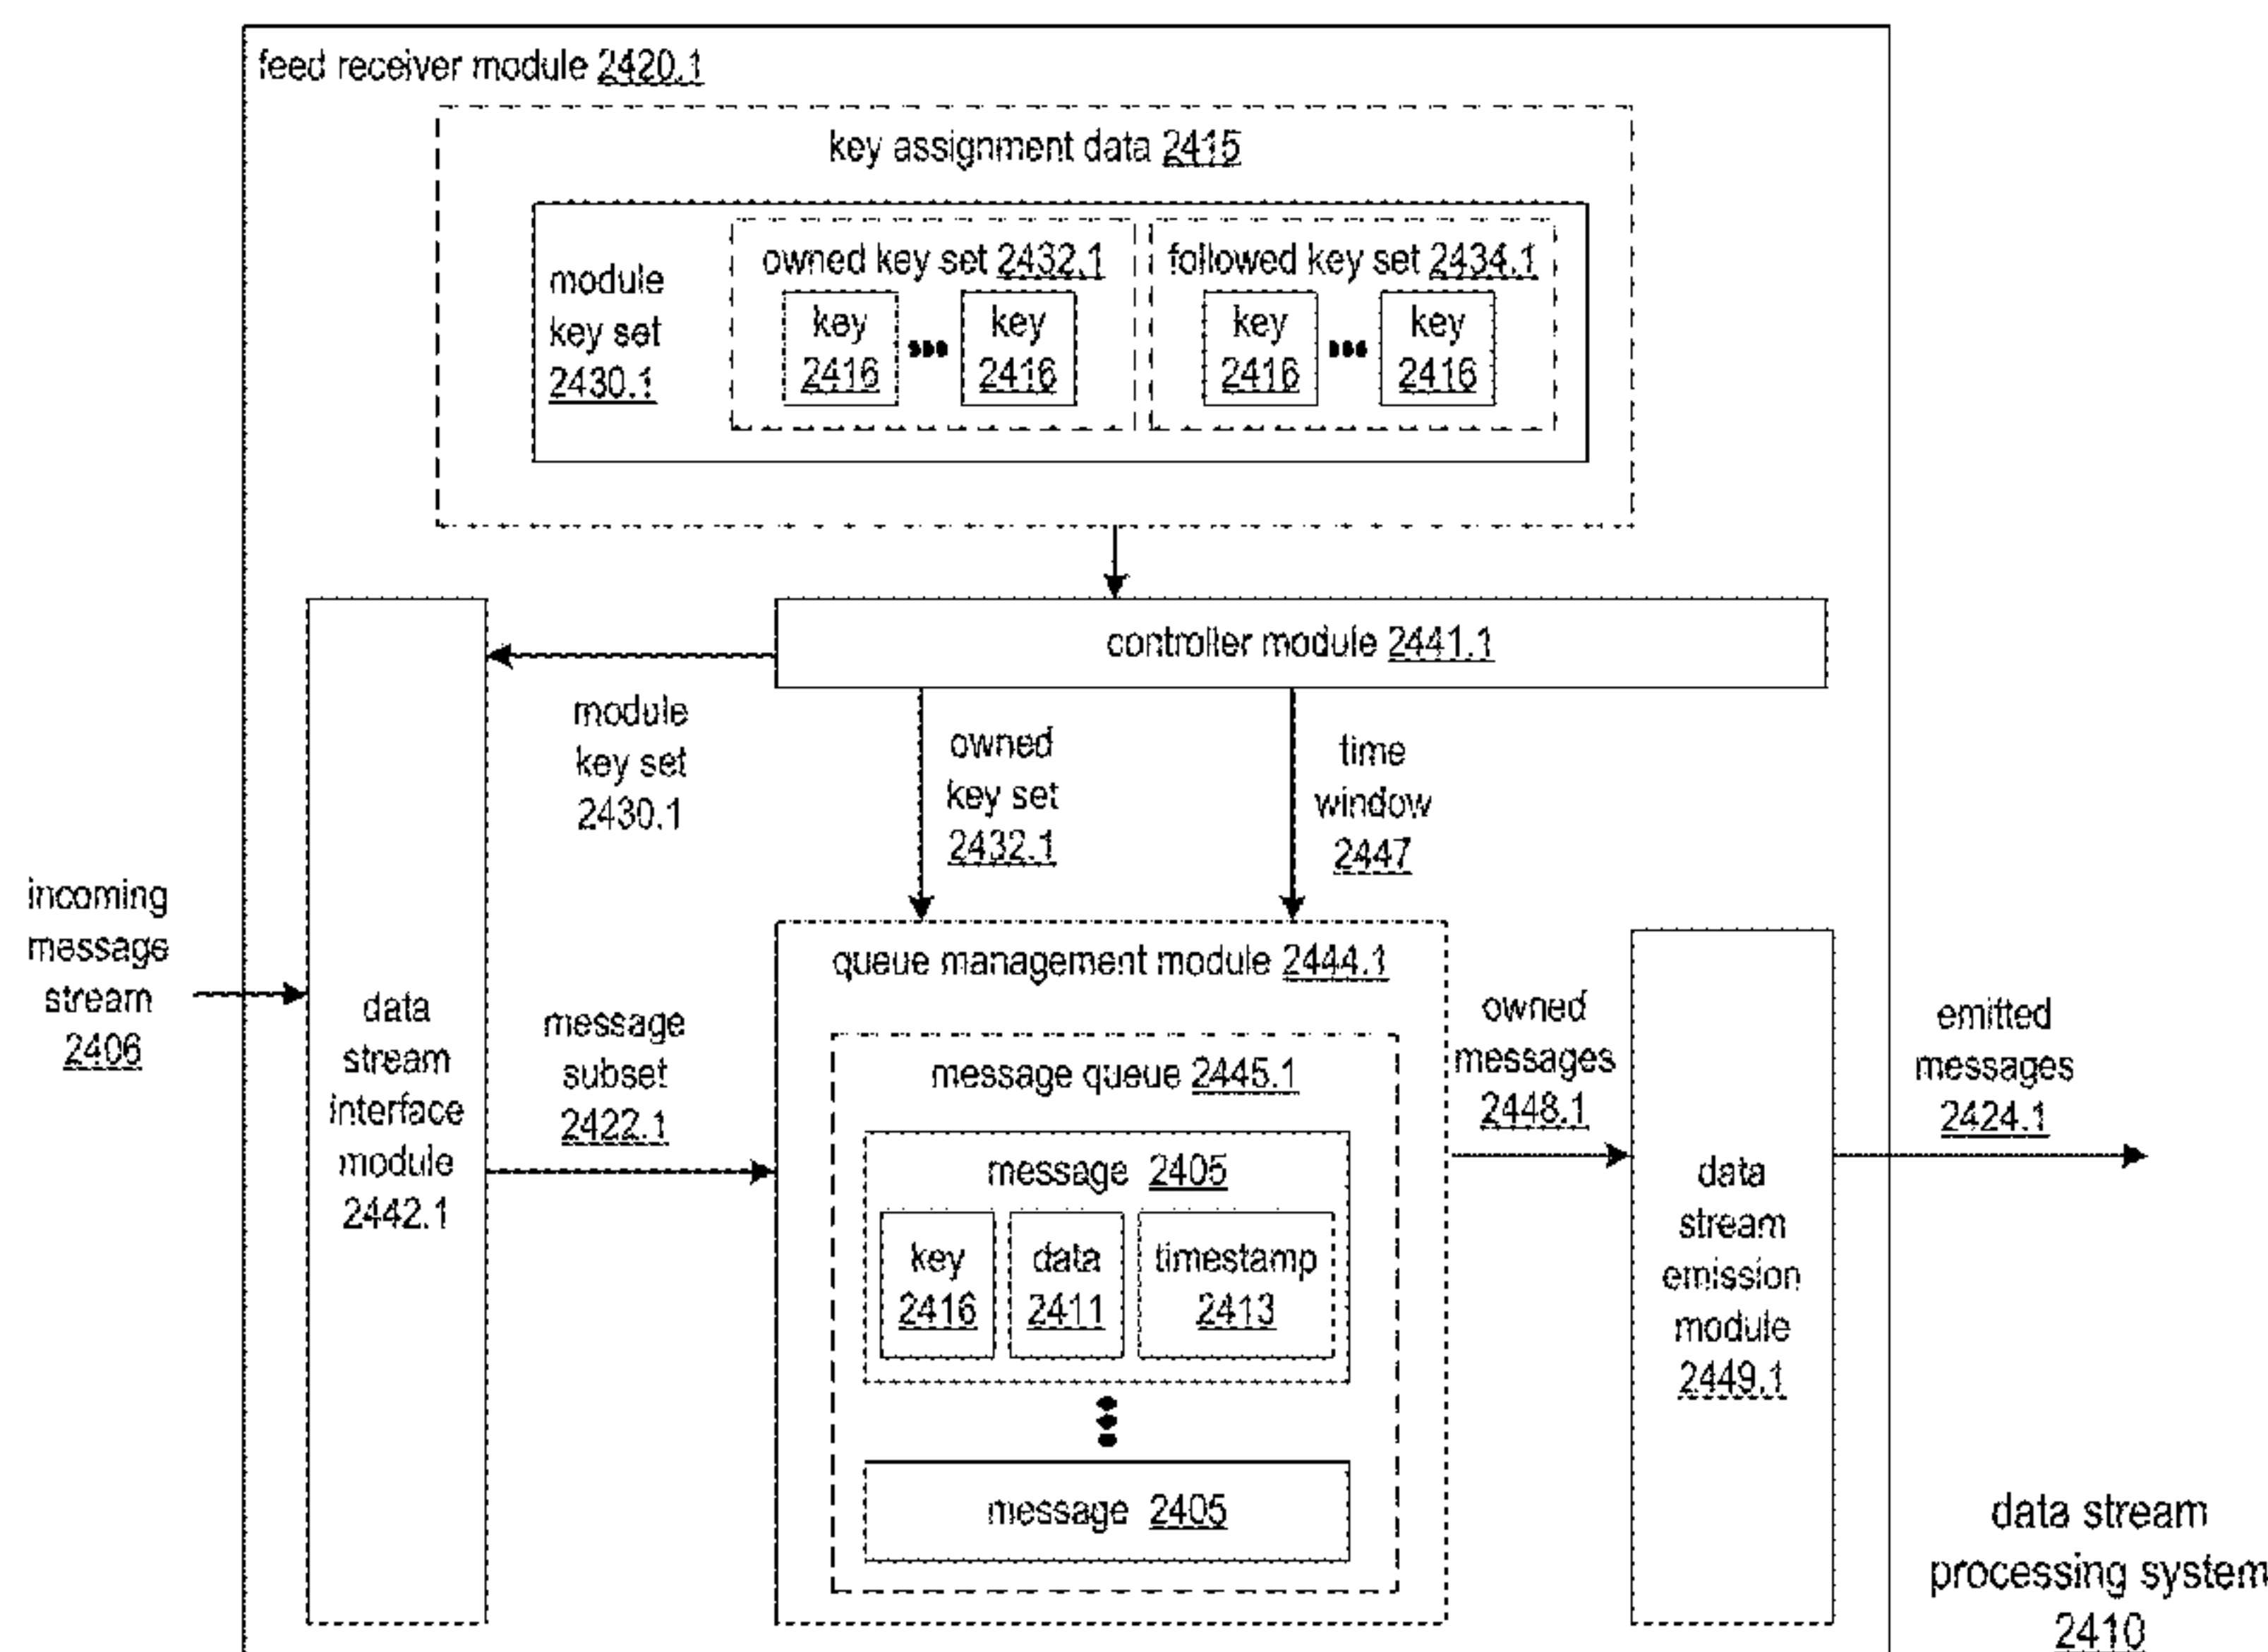 feed receiver module 2420.1
key assignment data 2415
module
key set
2430.1
owned key set 2432.1
key
2416
key
2416
followed key set 2434.1
key
2416
key
2416
controller module 2441.1
module
key set
2430.1
owned
key set
2432.1
time
window
2447
incoming
message
stream
2406
data
stream
interface
module
2442.1
message
subset
2422.1
queue management module 2444.1
message queue 2445.1
message 2405
key
2416
data
2411
timestamp
2413
message 2405
owned
messages
2448.1
data
stream
emission
module
2449.1
emitted
messages
2424.1
data stream
processing system
2410